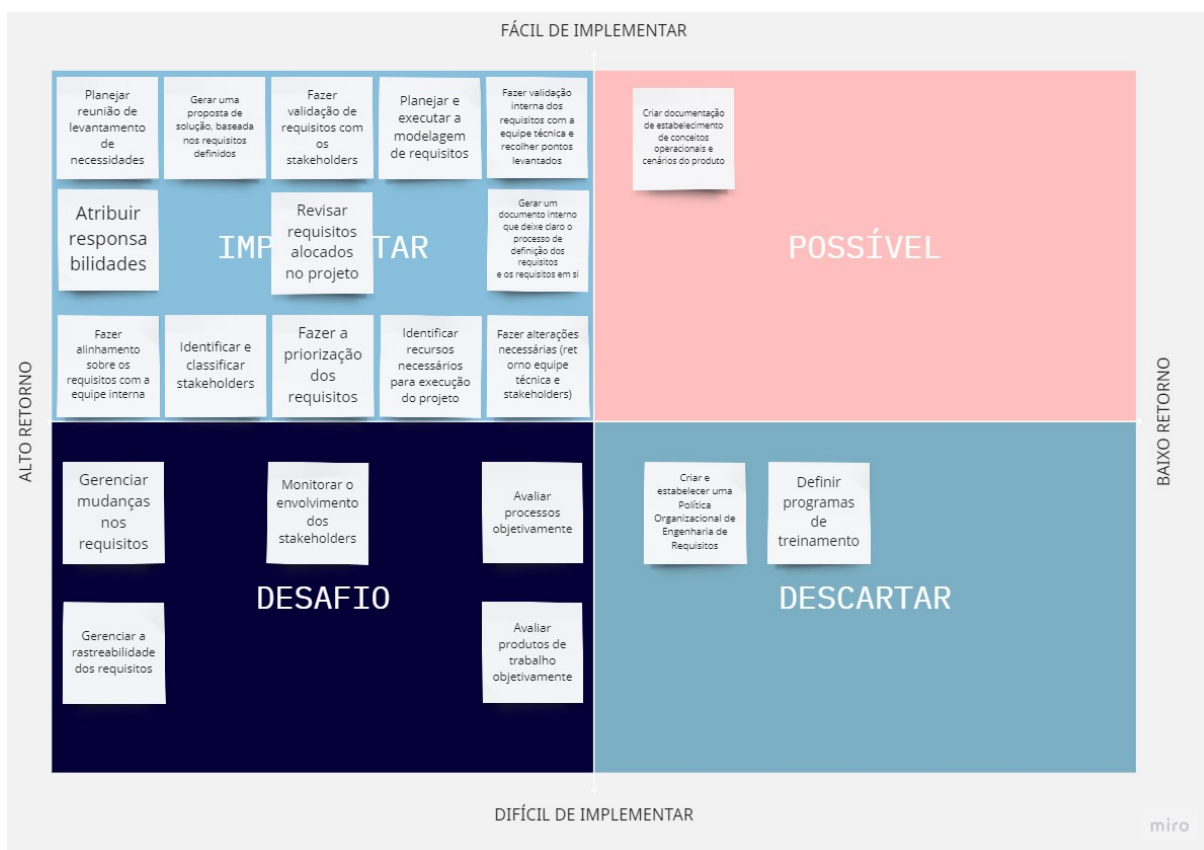 FÁCIL DE IMPLEMENTAR
Planejar
reunião de
levantamento
de
necessidades
Gerar uma
proposta de
solução, baseada
nos requisitos
definidos
Fazer
validação de
requisitos com
os
stakeholders
Planejar e
executar a
modelagem
de requisitos
Fazer validação
interna dos
requisitos com a
equipe técnica e
recolher pontos
levantados
Criar documentação
de estabelecimento
de conceitos
operacionais e
cenários do produto
Atribuir
responsa
bilidades
IMP
Revisar
requisitos
alocados
no projeto
TAR
Gerar um
documento interno
que deixe claro o
processo de
definição dos
requisitos
e os requisitos em si
POSSÍVEL
Fazer
alinhamento
sobre os
requisitos com a
equipe interna
Identificar e
classificar
stakeholders
Fazer a
priorização
dos
requisitos
Identificar
recursos
necessários
para execução
do projeto
Fazer alterações
necessárias (ret
orno equipe
técnica e
stakeholders)
ALTO RETORNO
BAIXO RETORNO
Gerenciar
mudanças
nos
requisitos
Monitorar o
envolvimento
dos
stakeholders
Avaliar
processos
objetivamente
Criar e
estabelecer uma
Política
Organizacional de
Engenharia de
Requisitos
Definir
programas
de
treinamento
DESAFIO
DESCARTAR
Gerenciar a
rastreabilidade
dos requisitos
Avaliar
produtos de
trabalho
objetivamente
DIFÍCIL DE IMPLEMENTAR
miro